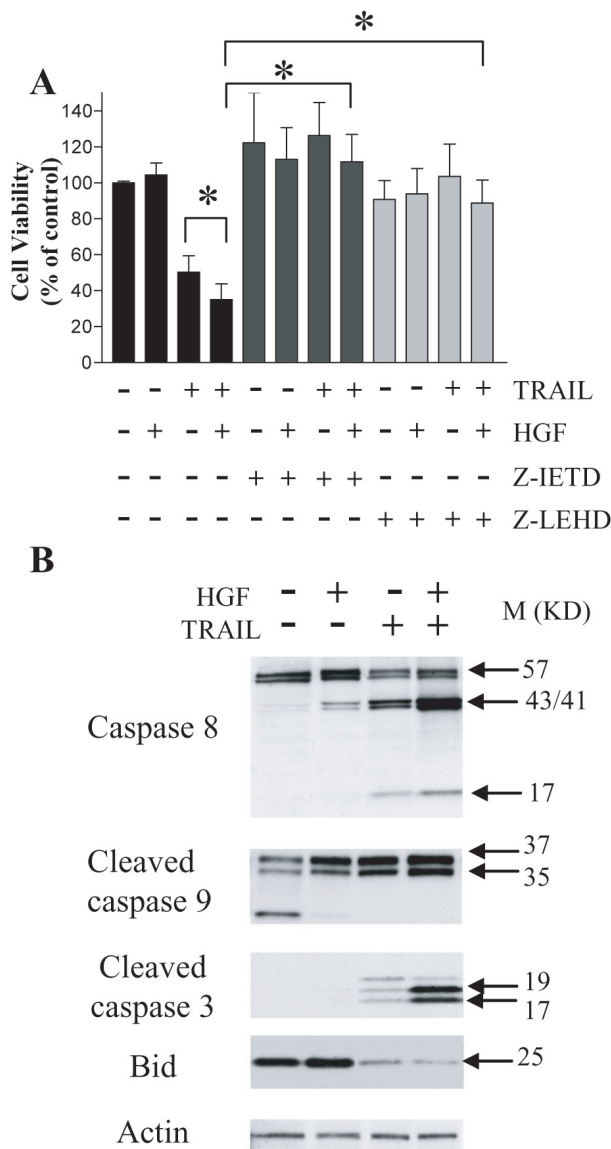 A
*
*
*
Cell Viability
(% of control)
140
120
100
80
60
40
20
0
- - + + - - + + - - + + TRAIL
- + - + - + - + - + - + HGF
- - - - + + + + - - - - Z-IETD
- - - - - - - - + + + + Z-LEHD
B
HGF - + - + M (KD)
TRAIL - - + +
Caspase 8
57
43/41
17
Cleaved
caspase 9
37
35
Cleaved
caspase 3
19
17
Bid
25
Actin